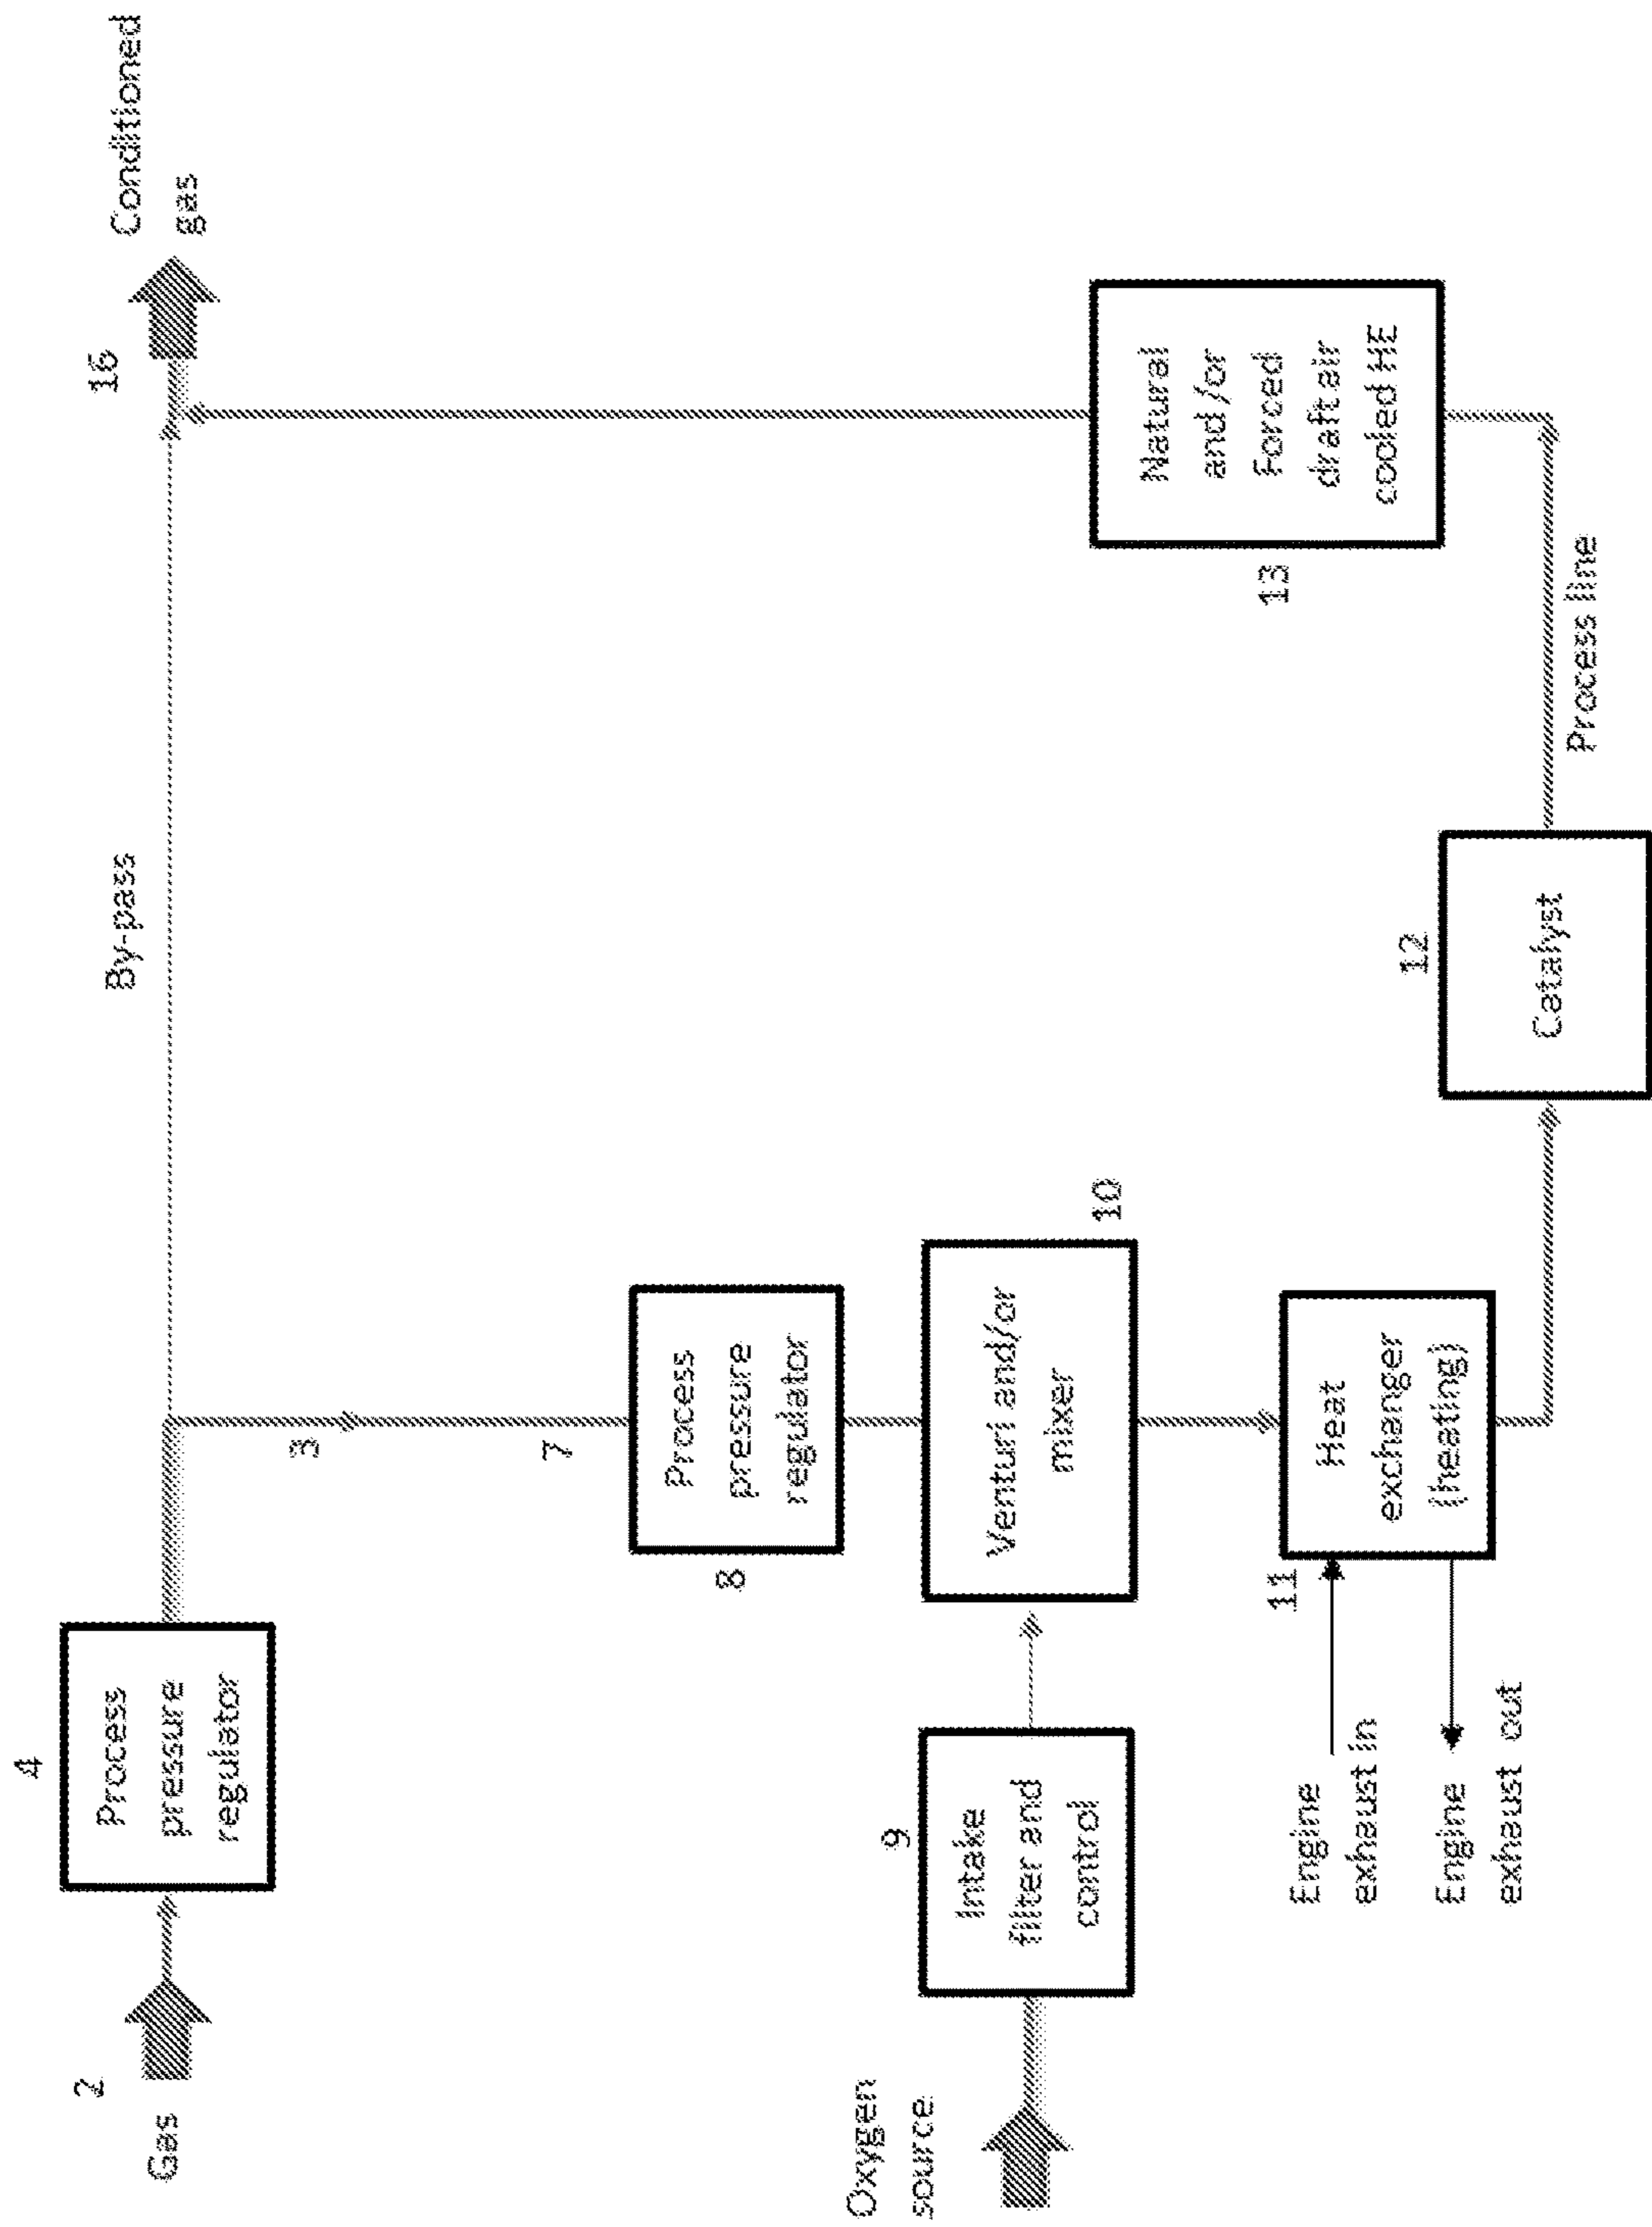 2
Gas
4
Process
pressure
regulator
By-pass
16
Conditioned
gas
3
7
8
Process
pressure
regulator
Oxygen
source
9
Intake
filter and
control
Venturi and/or
mixer
10
11
Heat
exchanger
(heating)
Engine
exhaust in
Engine
exhaust out
12
Catalyst
Process line
13
Natural
and /or
Forced
draft air
cooled HE